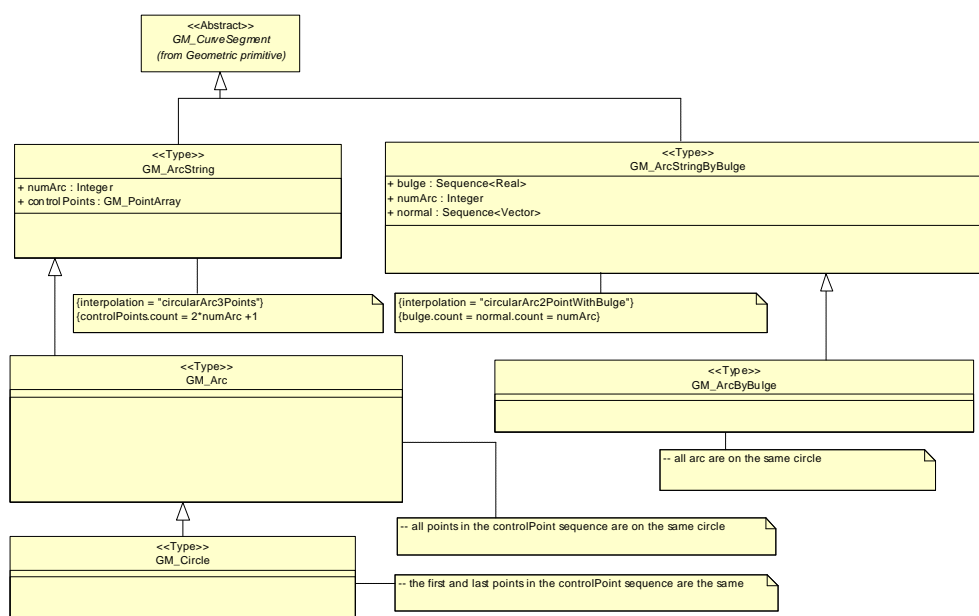 <<Abstract>>
GM_CurveSegment
(from Geometric primitive)
<<Type>>
GM_ArcString
+ numArc : Integer
+ controlPoints : GM_PointArray
<<Type>>
GM_ArcStringByBulge
+ bulge : Sequence<Real>
+ numArc : Integer
+ normal : Sequence<Vector>
{interpolation = "circularArc3Points"}
{controlPoints.count = 2*numArc +1
{interpolation = "circularArc2PointWithBulge"}
{bulge.count = normal.count = numArc}
<<Type>>
GM_Arc
<<Type>>
GM_ArcByBulge
-- all arc are on the same circle
-- all points in the controlPoint sequence are on the same circle
<<Type>>
GM_Circle
-- the first and last points in the controlPoint sequence are the same